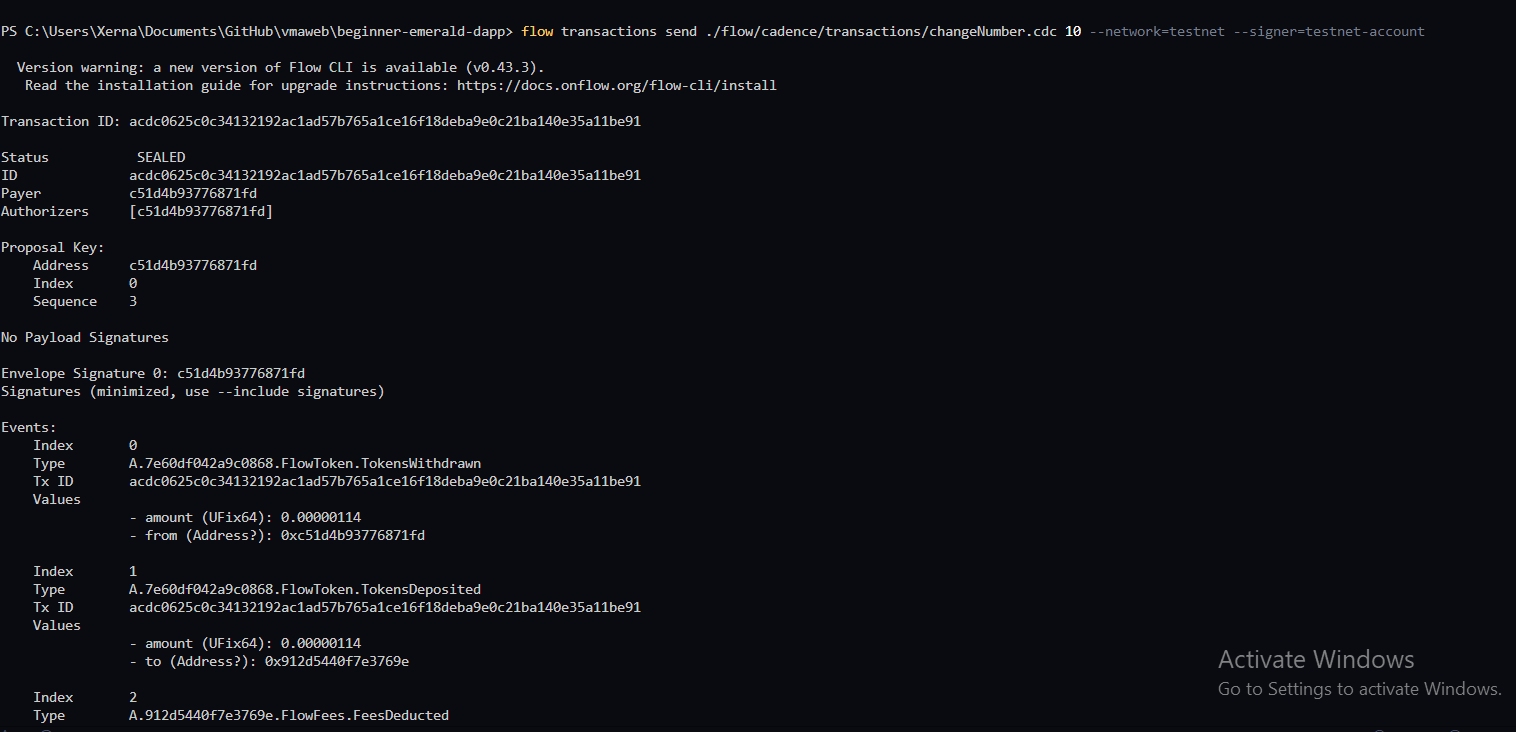 PS C:\Users\Xerna\Documents\GitHub\vmaweb\beginner-emerald-dapp> flow transactions send ./flow/cadence/transactions/changeNumber.cdc 10 --network=testnet --signer=testnet-account
Version warning: a new version of Flow CLI is available (v0.43.3).
Read the installation guide for upgrade instructions: https://docs.onflow.org/flow-cli/install
Transaction ID: acdc0625c0c34132192ac1ad57b765a1ce16f18deba9e0c21ba140e35a11be91
Status SEALED
ID acdc0625c0c34132192ac1ad57b765a1ce16f18deba9e0c21ba140e35a11be91
Payer c51d4b93776871fd
Authorizers [c51d4b93776871fd]
Proposal Key:
Address c51d4b93776871fd
Index 0
Sequence 3
No Payload Signatures
Envelope Signature 0: c51d4b93776871fd
Signatures (minimized, use --include signatures)
Events:
Index 0
Type A.7e60df042a9c0868.FlowToken.TokensWithdrawn
Tx ID acdc0625c0c34132192ac1ad57b765a1ce16f18deba9e0c21ba140e35a11be91
Values
- amount (UFix64): 0.00000114
- from (Address?): 0xc51d4b93776871fd
Index 1
Type A.7e60df042a9c0868.FlowToken.TokensDeposited
Tx ID acdc0625c0c34132192ac1ad57b765a1ce16f18deba9e0c21ba140e35a11be91
Values
- amount (UFix64): 0.00000114
- to (Address?): 0x912d5440f7e3769e
Index 2
Type A.912d5440f7e3769e.FlowFees.FeesDeducted
Activate Windows
Go to Settings to activate Windows.